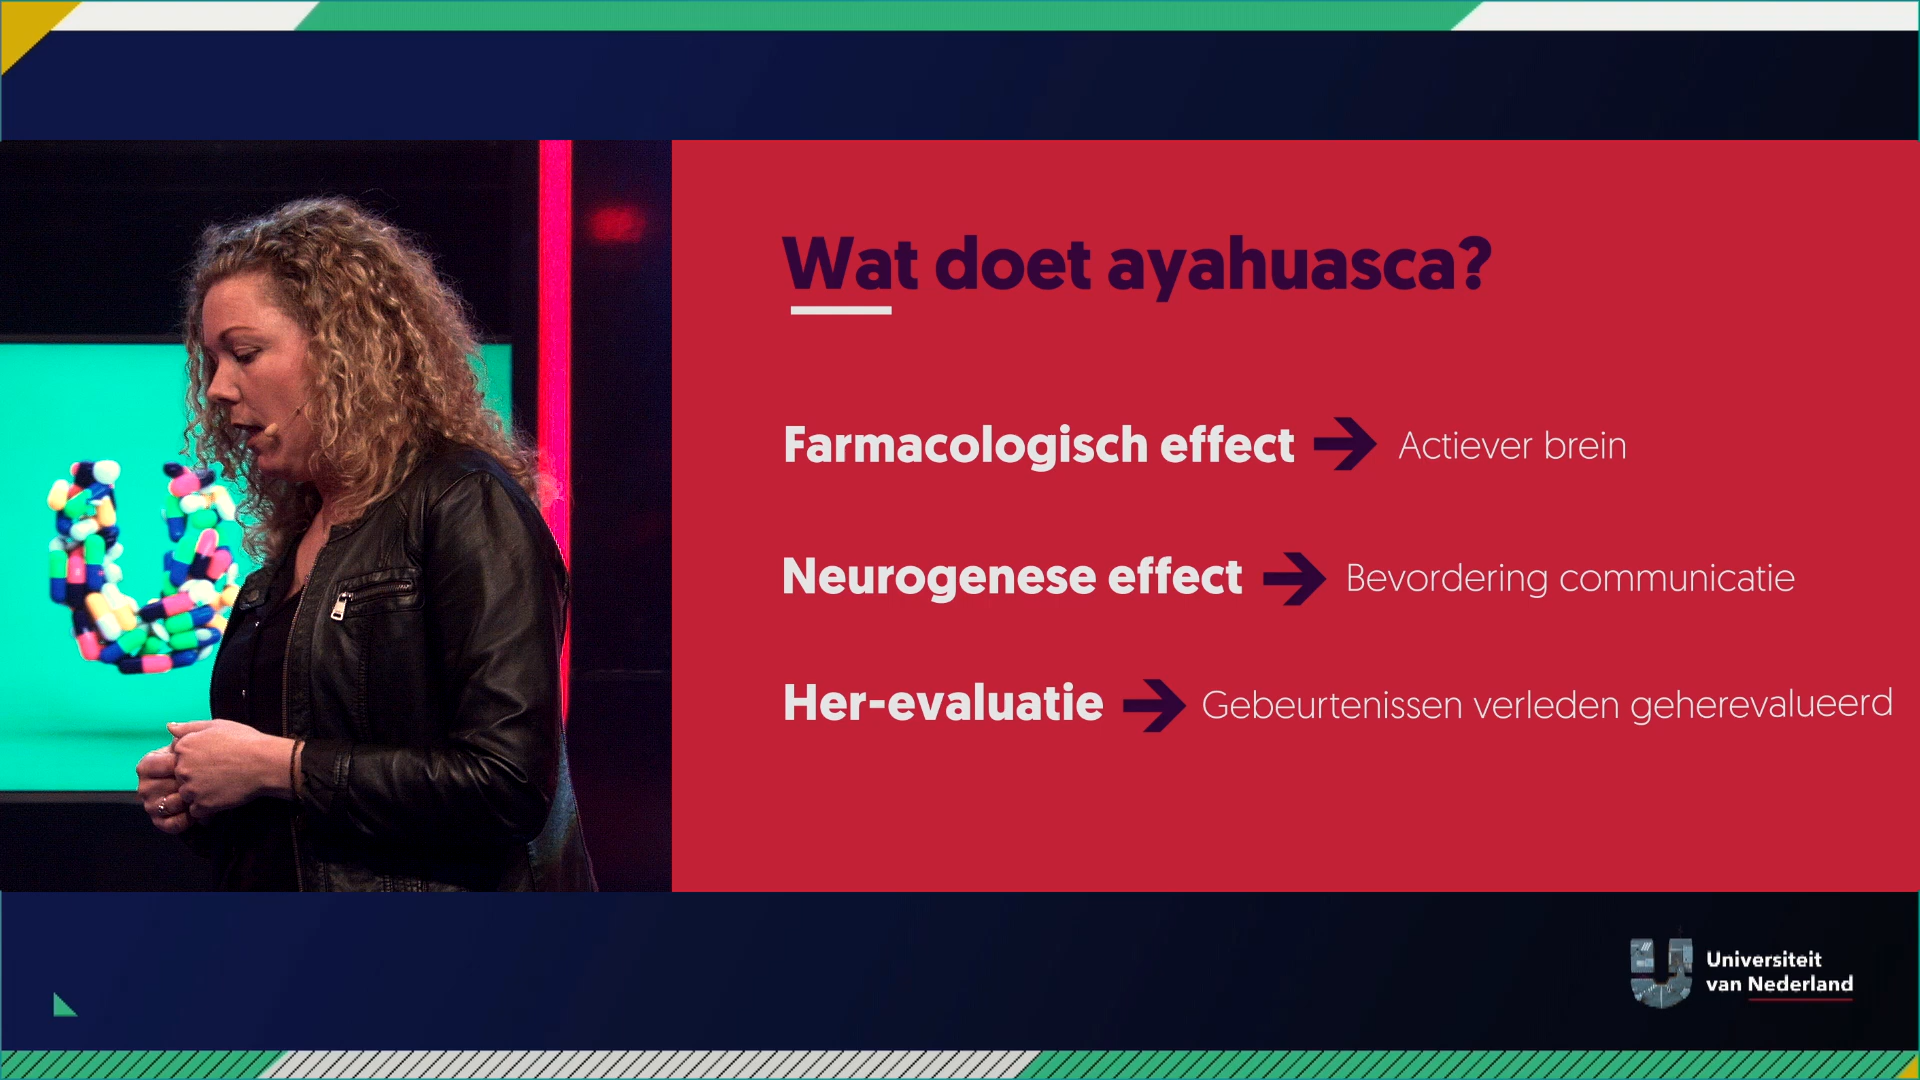 Wat doet ayahuasca?
Farmacologisch effect → Actiever brein
Neurogenese effect → Bevordering communicatie
Her-evaluatie → Gebeurtenissen verleden geherevalueerd
Universiteit
van Nederland